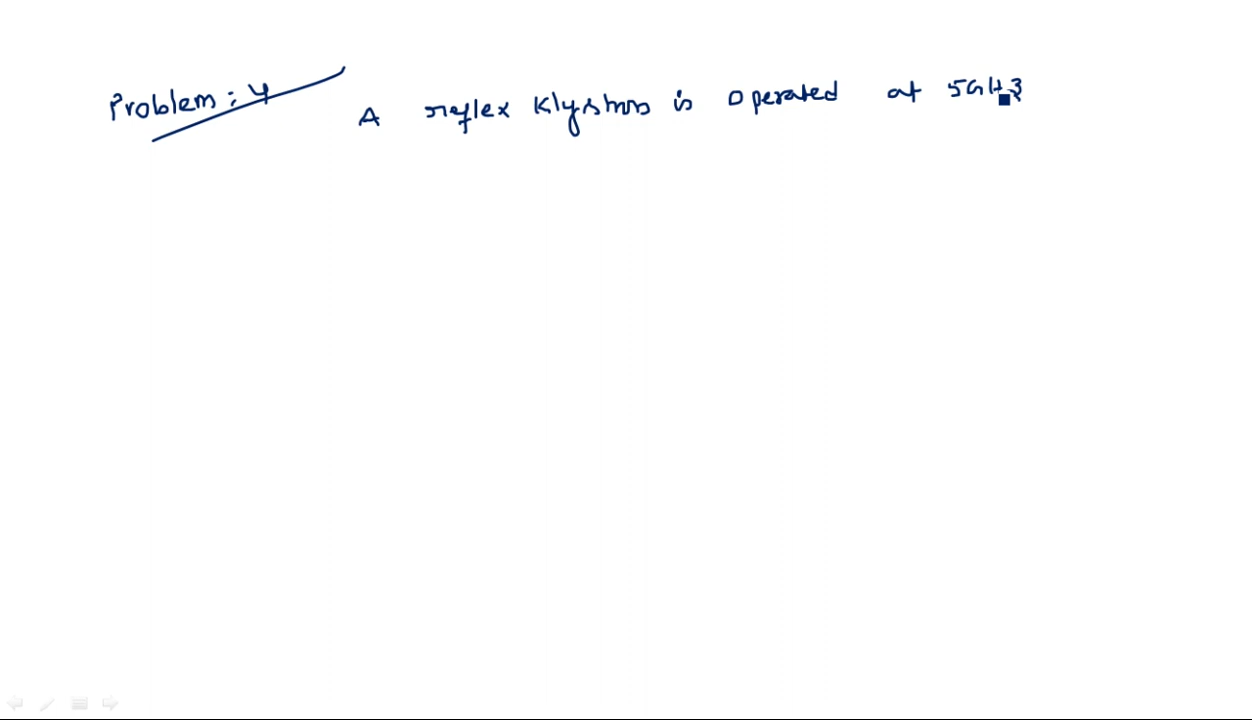 Problem : 4
A reflex Klystron is operated at 5GHz